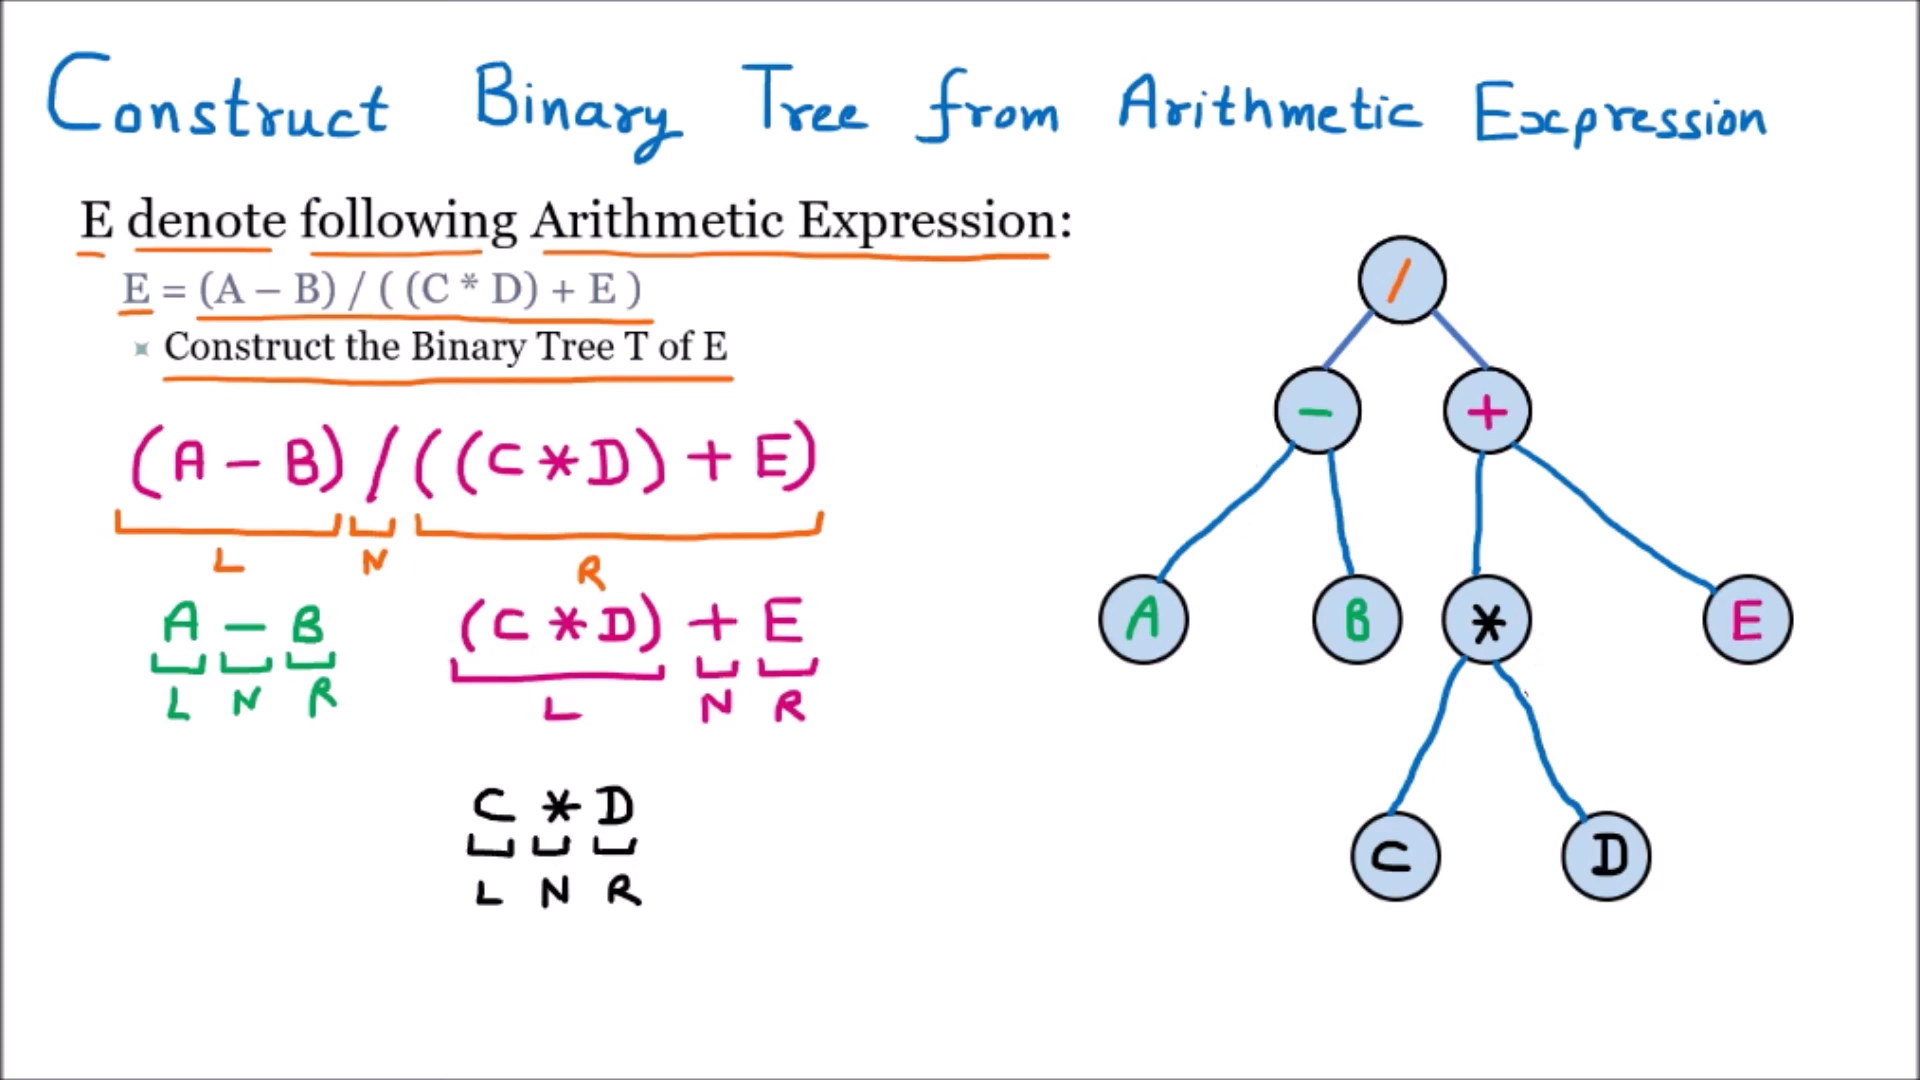 Construct Binary Tree from Arithmetic Expression
E denote following Arithmetic Expression:
E = (A – B) / ( (C * D) + E )
Construct the Binary Tree T of E
(A - B) / ((C * D) + E)
L N R
A - B
L N R
(C * D) + E
L N R
C * D
L N R
/
- +
A B * E
C D